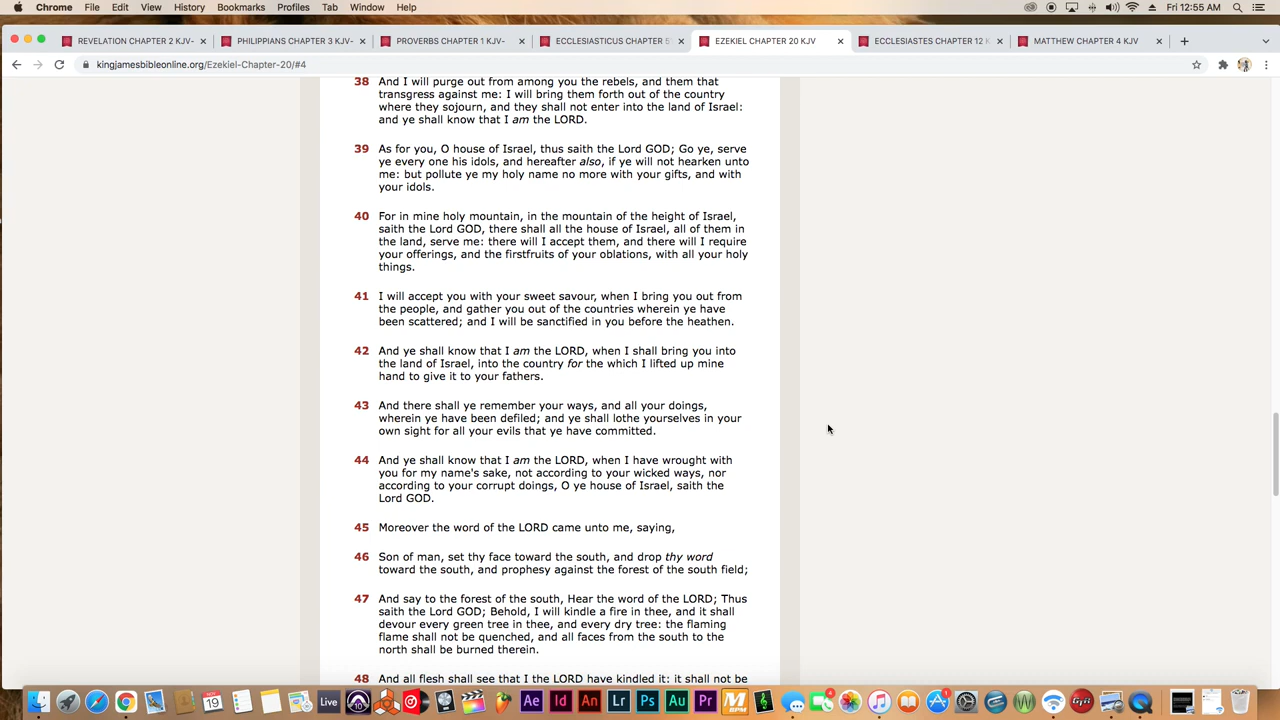 Chrome File Edit View History Bookmarks Profiles Tab Window Help Fri 12:55 AM
REVELATION CHAPTER 2 KJV- PHILIPPIANS CHAPTER 3 KJV- PROVERBS CHAPTER 1 KJV- ECCLESIASTICUS CHAPTER 5 EZEKIEL CHAPTER 20 KJV ECCLESIASTES CHAPTER 12 K MATTHEW CHAPTER 4 KJV
kingjamesbibleonline.org/Ezekiel-Chapter-20/#4
38 And I will purge out from among you the rebels, and them that
transgress against me: I will bring them forth out of the country
where they sojourn, and they shall not enter into the land of Israel:
and ye shall know that I am the LORD.
39 As for you, O house of Israel, thus saith the Lord GOD; Go ye, serve
ye every one his idols, and hereafter also, if ye will not hearken unto
me: but pollute ye my holy name no more with your gifts, and with
your idols.
40 For in mine holy mountain, in the mountain of the height of Israel,
saith the Lord GOD, there shall all the house of Israel, all of them in
the land, serve me: there will I accept them, and there will I require
your offerings, and the firstfruits of your oblations, with all your holy
things.
41 I will accept you with your sweet savour, when I bring you out from
the people, and gather you out of the countries wherein ye have
been scattered; and I will be sanctified in you before the heathen.
42 And ye shall know that I am the LORD, when I shall bring you into
the land of Israel, into the country for the which I lifted up mine
hand to give it to your fathers.
43 And there shall ye remember your ways, and all your doings,
wherein ye have been defiled; and ye shall lothe yourselves in your
own sight for all your evils that ye have committed.
44 And ye shall know that I am the LORD, when I have wrought with
you for my name's sake, not according to your wicked ways, nor
according to your corrupt doings, O ye house of Israel, saith the
Lord GOD.
45 Moreover the word of the LORD came unto me, saying,
46 Son of man, set thy face toward the south, and drop thy word
toward the south, and prophesy against the forest of the south field;
47 And say to the forest of the south, Hear the word of the LORD; Thus
saith the Lord GOD; Behold, I will kindle a fire in thee, and it shall
devour every green tree in thee, and every dry tree: the flaming
flame shall not be quenched, and all faces from the south to the
north shall be burned therein.
48 And all flesh shall see that I the LORD have kindled it: it shall not be
NOV 19 Live 10 Ae Id An Lr Ps Au Pr M BPM 4 1